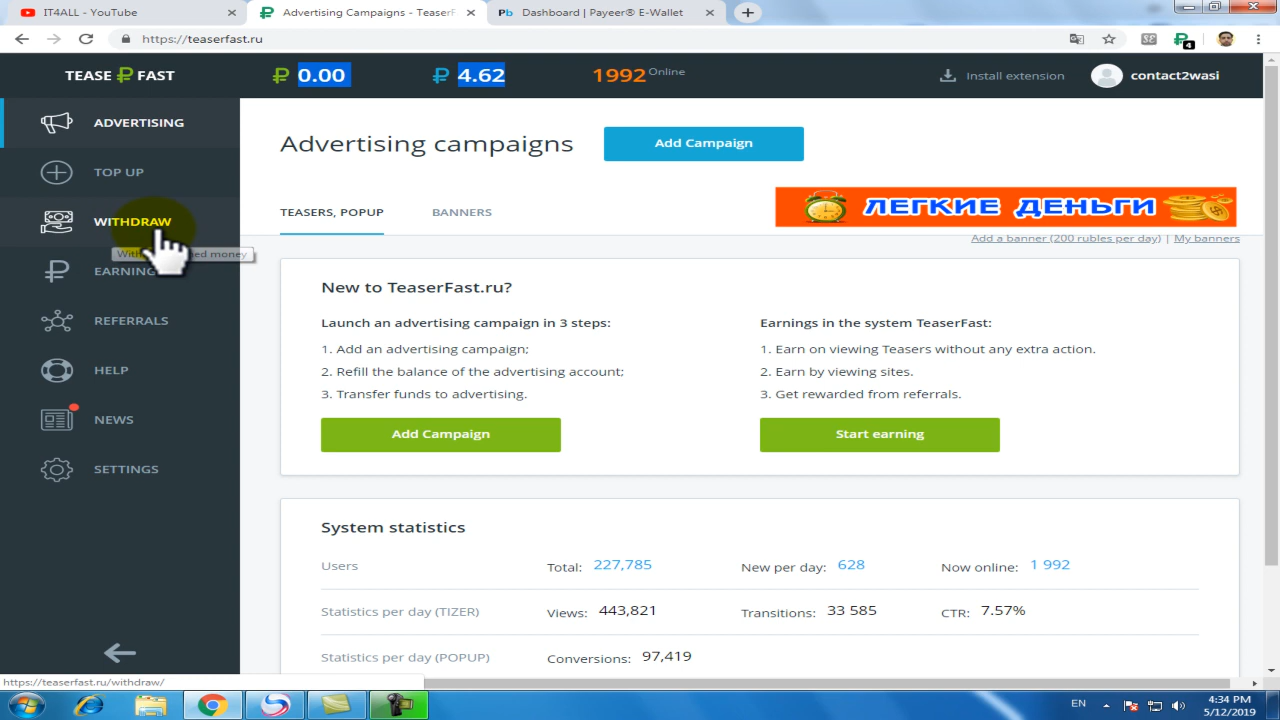 IT4ALL - YouTube
Advertising Campaigns - TeaserF
Pb Dashboard | Payeer® E-Wallet
https://teaserfast.ru
4
TEASE ₽ FAST
₽ 0.00
₽ 4.62
1992 Online
Install extension
contact2wasi
ADVERTISING
TOP UP
WITHDRAW
EARNING
REFERRALS
HELP
NEWS
SETTINGS
Advertising campaigns
Add Campaign
TEASERS, POPUP
BANNERS
ЛЕГКИЕ ДЕНЬГИ
Add a banner (200 rubles per day) | My banners
New to TeaserFast.ru?
Launch an advertising campaign in 3 steps:
1. Add an advertising campaign;
2. Refill the balance of the advertising account;
3. Transfer funds to advertising.
Add Campaign
Earnings in the system TeaserFast:
1. Earn on viewing Teasers without any extra action.
2. Earn by viewing sites.
3. Get rewarded from referrals.
Start earning
System statistics
Users Total: 227,785 New per day: 628 Now online: 1 992
Statistics per day (TIZER) Views: 443,821 Transitions: 33 585 CTR: 7.57%
Statistics per day (POPUP) Conversions: 97,419
https://teaserfast.ru/withdraw/
EN
4:34 PM
5/12/2019